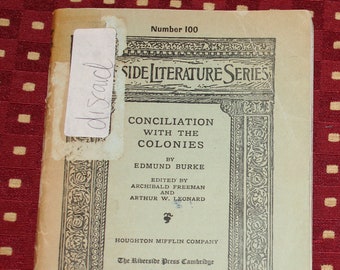 Number 100
discard
SIDE LITERATURE SERIES
CONCILIATION
WITH THE
COLONIES
BY
EDMUND BURKE
EDITED BY
ARCHIBALD FREEMAN
AND
ARTHUR W. LEONARD
HOUGHTON MIFFLIN COMPANY
The Riverside Press Cambridge